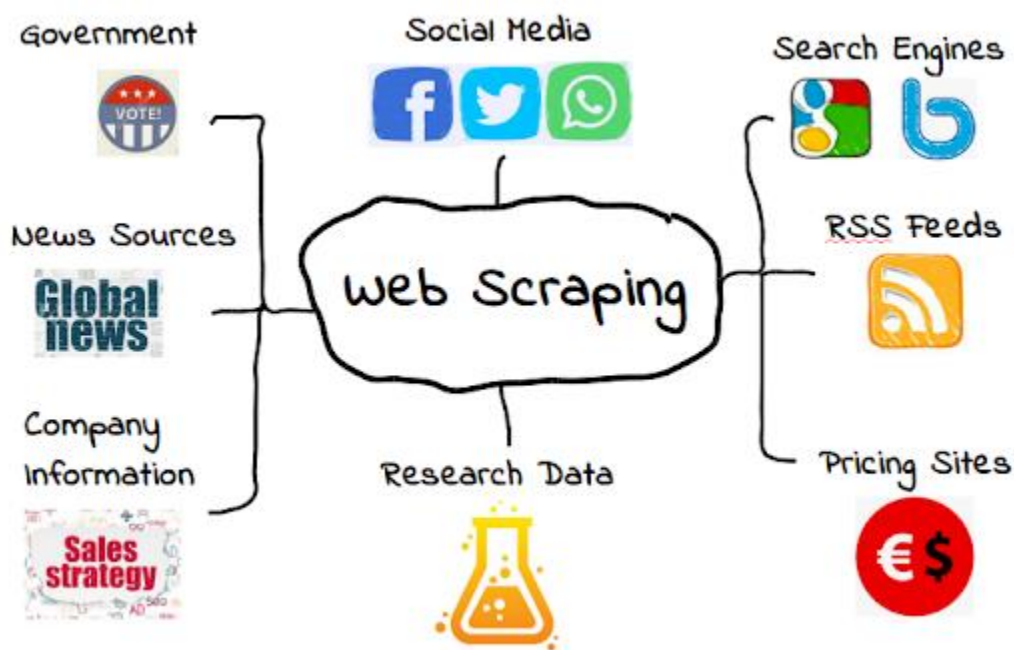 Government
VOTE!
Social Media
Search Engines
News Sources
Global
news
Web Scraping
RSS Feeds
Company
Information
Sales
strategy
Research Data
Pricing Sites
€$